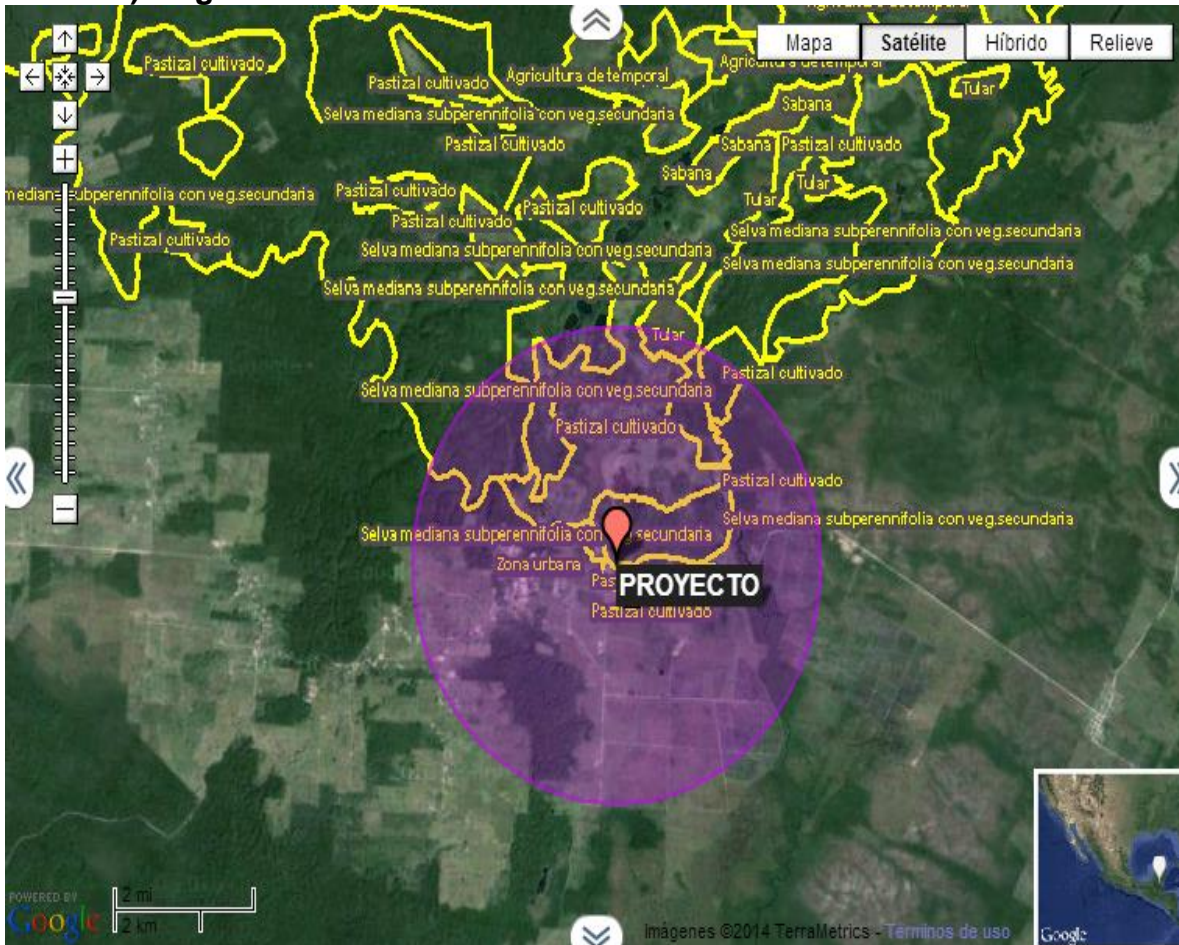 Pastizal cultivado
Agricultura de temporal
Mapa
Satélite
Híbrido
Relieve
Pastizal cultivado
Agricultura de temporal
Agricultura de temporal
Tular
Selva mediana subperennifolia con veg.secundaria
Sabana
Pastizal cultivado
Sabana
Pastizal cultivado
Sabana
Tular
mediana subperennifolia con veg.secundaria
Pastizal cultivado
Pastizal cultivado
Tular
Pastizal cultivado
Pastizal cultivado
Selva mediana subperennifolia con veg.secundaria
Selva mediana subperennifolia con veg.secundaria
Selva mediana subperennifolia con veg.secundaria
Selva mediana subperennifolia con veg.secundaria
Tular
Pastizal cultivado
Selva mediana subperennifolia con veg.secundaria
Pastizal cultivado
Pastizal cultivado
Selva mediana subperennifolia con veg.secundaria
Selva mediana subperennifolia con veg.secundaria
Zona urbana
PROYECTO
Pastizal cultivado
POWERED BY
Google
2 mi
2 km
Imágenes ©2014 TerraMetrics - Términos de uso
Google